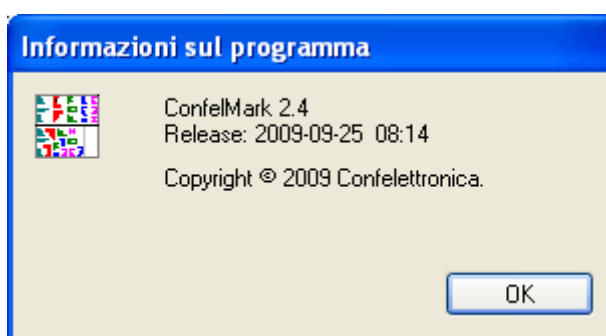 Informazioni sul programma
ConfelMark 2.4
Release: 2009-09-25 08:14
Copyright © 2009 Confelettronica.
OK